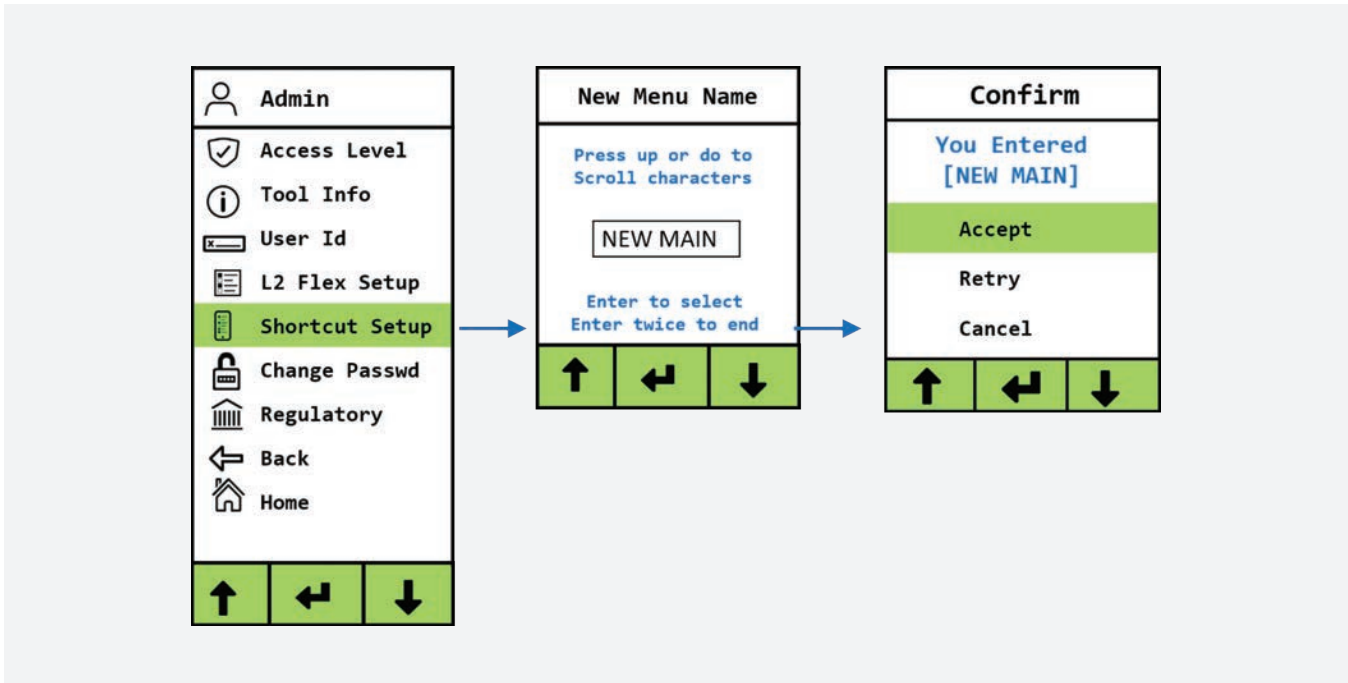 Admin
Access Level
Tool Info
User Id
L2 Flex Setup
Shortcut Setup
Change Passwd
Regulatory
Back
Home
New Menu Name
Press up or do to
Scroll characters
NEW MAIN
Enter to select
Enter twice to end
Confirm
You Entered
[NEW MAIN]
Accept
Retry
Cancel